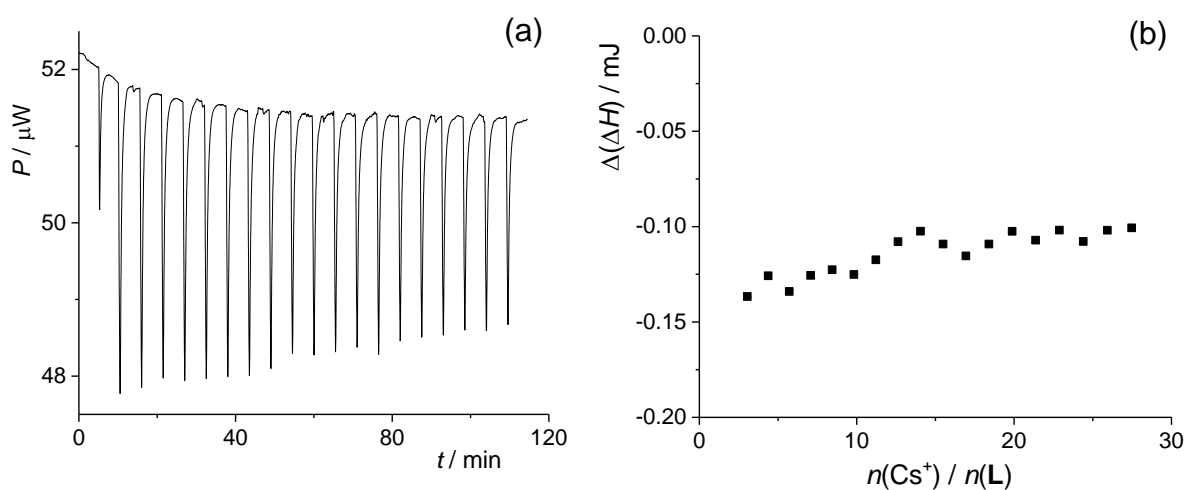 (a)
52
50
48
P / μW
0
40
80
120
t / min
(b)
0.00
-0.05
-0.10
-0.15
-0.20
Δ(ΔH) / mJ
0
10
20
30
n(Cs⁺) / n(L)